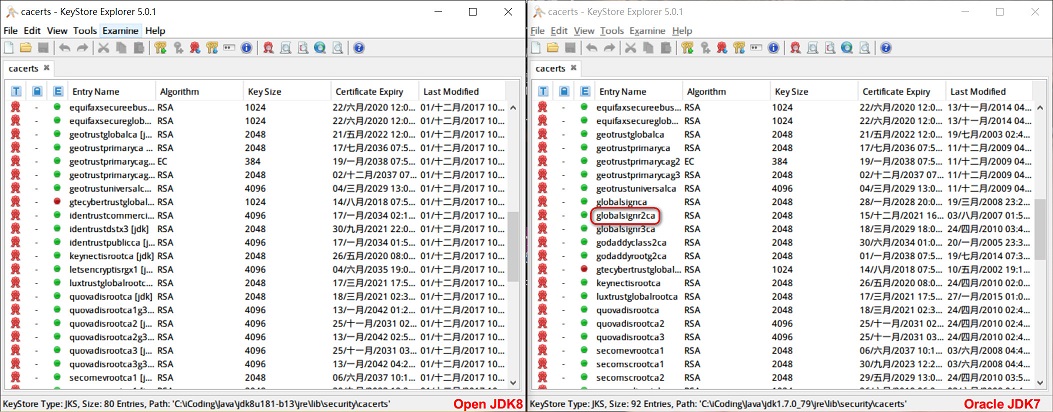 cacerts - KeyStore Explorer 5.0.1
File Edit View Tools Examine Help
cacerts
T E Entry Name Algorithm Key Size Certificate Expiry Last Modified
equifaxsecureebus... RSA 1024 22/六月/2020 12:0... 01/十二月/2017 10...
equifaxsecureglob... RSA 1024 22/六月/2020 12:0... 01/十二月/2017 10...
geotrustglobalca [j... RSA 2048 21/五月/2022 12:0... 01/十二月/2017 10...
geotrustprimaryca ... RSA 2048 17/七月/2036 07:5... 01/十二月/2017 10...
geotrustprimarycag... EC 384 19/一月/2038 07:5... 01/十二月/2017 10...
geotrustprimarycag... RSA 2048 02/十二月/2037 07... 01/十二月/2017 10...
geotrustuniversalc... RSA 4096 04/三月/2029 13:0... 01/十二月/2017 10...
gtecybertrustglobal... RSA 1024 14/八月/2018 07:5... 01/十二月/2017 10...
identrustcommerci... RSA 4096 17/一月/2034 02:1... 01/十二月/2017 10...
identrustdstx3 [jdk] RSA 2048 30/九月/2021 22:0... 01/十二月/2017 10...
identrustpublicca [j... RSA 4096 17/一月/2034 01:5... 01/十二月/2017 10...
keynectisrootca [jdk] RSA 2048 26/五月/2020 08:0... 01/十二月/2017 10...
letsencryptisrgx1 [j... RSA 4096 04/六月/2035 19:0... 01/十二月/2017 10...
luxtrustglobalrootc... RSA 2048 17/三月/2021 17:5... 01/十二月/2017 10...
quovadisrootca [jdk] RSA 2048 18/三月/2021 02:3... 01/十二月/2017 10...
quovadisrootca1g3... RSA 4096 13/一月/2042 01:2... 01/十二月/2017 10...
quovadisrootca2 [j... RSA 4096 25/十一月/2031 02... 01/十二月/2017 10...
quovadisrootca2g3... RSA 4096 13/一月/2042 02:5... 01/十二月/2017 10...
quovadisrootca3 [j... RSA 4096 25/十一月/2031 03... 01/十二月/2017 10...
quovadisrootca3g3... RSA 4096 13/一月/2042 04:2... 01/十二月/2017 10...
secomevrootca1 [j... RSA 2048 06/六月/2037 10:1... 01/十二月/2017 10...
KeyStore Type: JKS, Size: 80 Entries, Path: 'C:\iCoding\Java\jdk8u181-b13\jre\lib\security\cacerts'
Open JDK8
cacerts - KeyStore Explorer 5.0.1
File Edit View Tools Examine Help
cacerts
T E Entry Name Algorithm Key Size Certificate Expiry Last Modified
equifaxsecureebus... RSA 1024 22/六月/2020 12:0... 13/十一月/2014 04...
equifaxsecureglob... RSA 1024 22/六月/2020 12:0... 13/十一月/2014 04...
geotrustglobalca RSA 2048 21/五月/2022 12:0... 19/七月/2003 02:4...
geotrustprimaryca RSA 2048 17/七月/2036 07:5... 11/十二月/2009 04...
geotrustprimarycag2 EC 384 19/一月/2038 07:5... 11/十二月/2009 04...
geotrustprimarycag3 RSA 2048 02/十二月/2037 07... 11/十二月/2009 04...
geotrustuniversalca RSA 4096 04/三月/2029 13:0... 11/十二月/2009 04...
globalsignca RSA 2048 28/一月/2028 20:0... 19/三月/2008 23:2...
globalsignr2ca RSA 2048 15/十二月/2021 16... 03/八月/2007 01:5...
globalsignr3ca RSA 2048 18/三月/2029 18:0... 24/四月/2010 03:4...
godaddyclass2ca RSA 2048 30/六月/2034 01:0... 20/一月/2005 23:3...
godaddyrootg2ca RSA 2048 01/一月/2038 07:5... 19/七月/2014 07:3...
gtecybertrustglobal... RSA 1024 14/八月/2018 07:5... 10/五月/2002 19:1...
keynectisrootca RSA 2048 26/五月/2020 08:0... 24/四月/2010 02:0...
luxtrustglobalrootca RSA 2048 17/三月/2021 17:5... 27/一月/2015 01:0...
quovadisrootca RSA 2048 18/三月/2021 02:3... 24/四月/2010 02:0...
quovadisrootca2 RSA 4096 25/十一月/2031 02... 24/四月/2010 02:0...
quovadisrootca3 RSA 4096 25/十一月/2031 03... 24/四月/2010 02:0...
secomevrootca1 RSA 2048 06/六月/2037 10:1... 03/六月/2008 04:4...
secomscrootca1 RSA 2048 30/九月/2023 12:2... 03/六月/2008 04:4...
secomscrootca2 RSA 2048 29/五月/2029 13:0... 03/五月/2010 04:4...
KeyStore Type: JKS, Size: 92 Entries, Path: 'C:\iCoding\Java\jdk1.7.0_79\jre\lib\security\cacerts'
Oracle JDK7